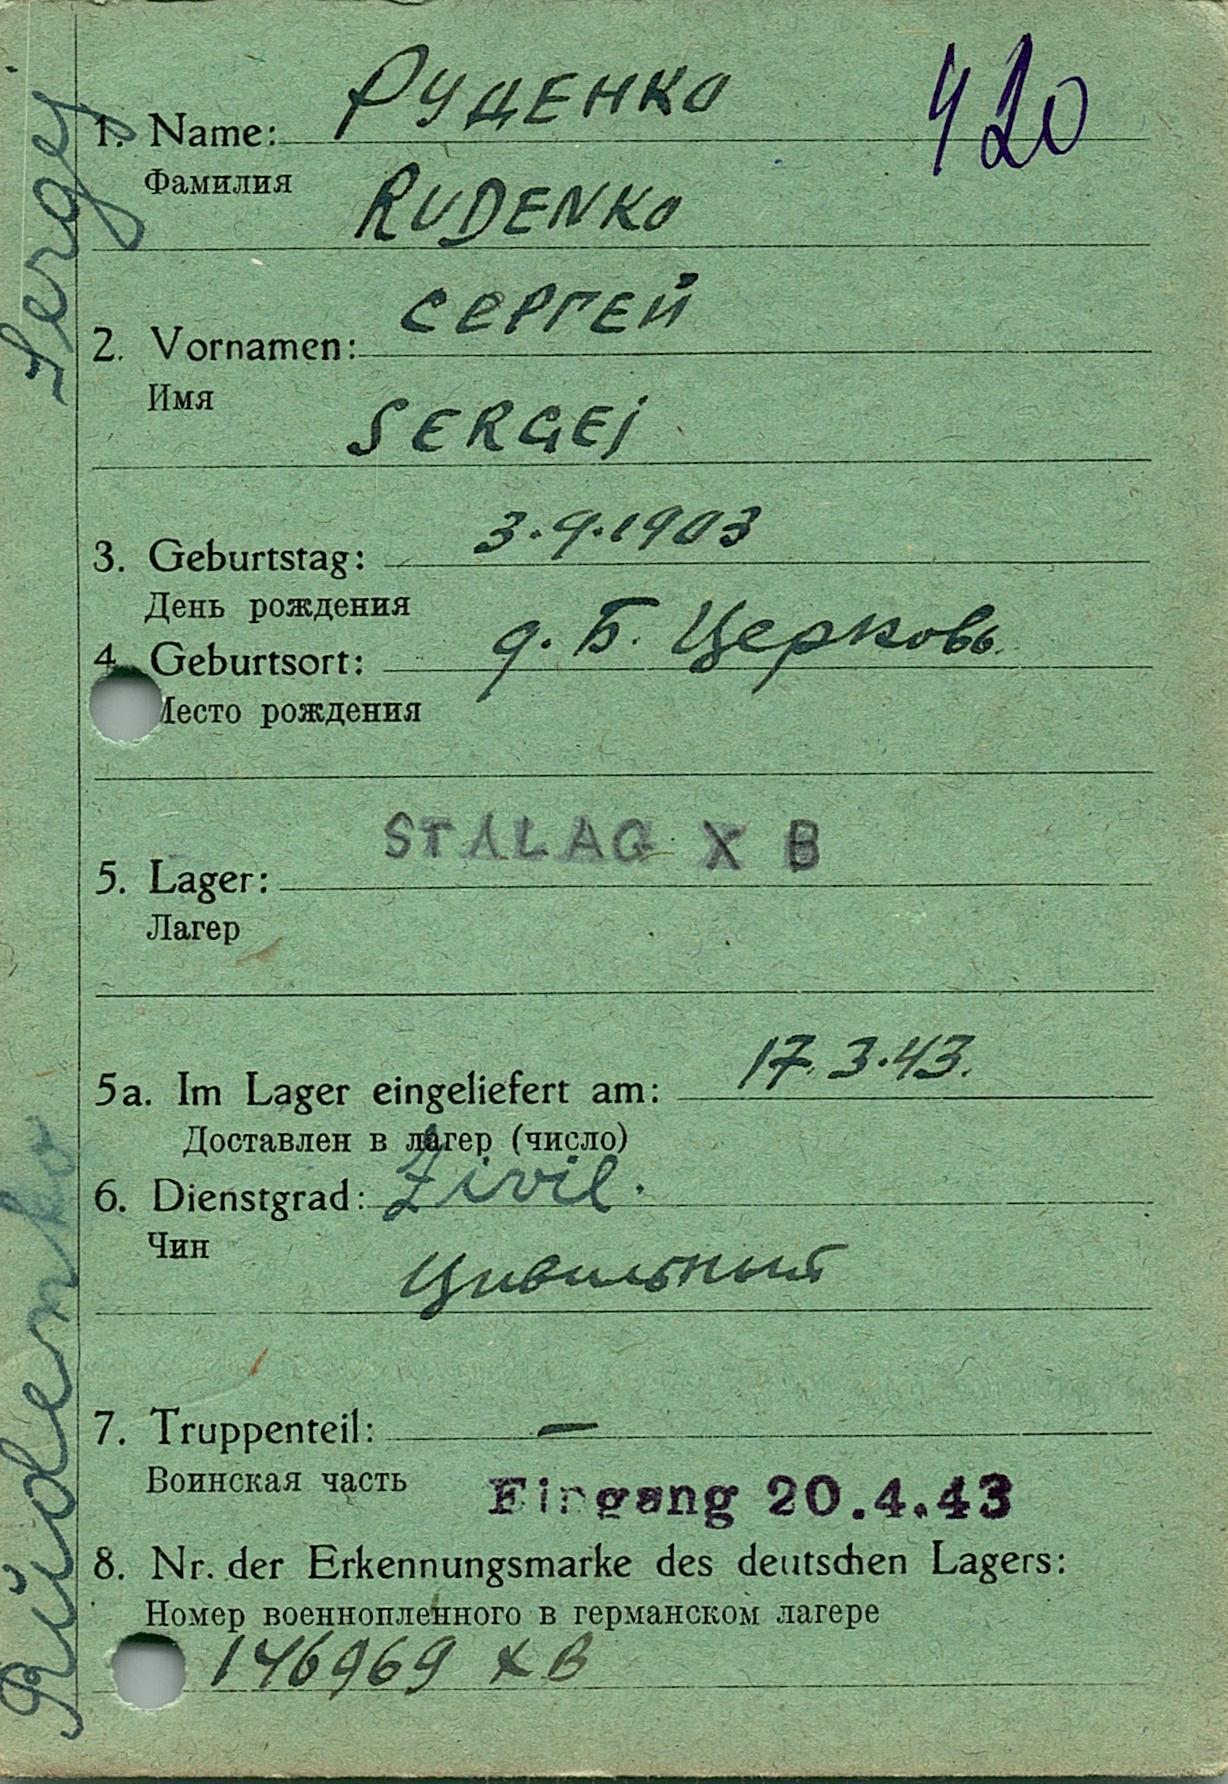 Sergej
Rudenko
РУДЕНКО
420
1. Name:
Фамилия
RUDENKO
СЕРГЕЙ
2. Vornamen:
Имя
SERGEJ
3. Geburtstag: 3.9.1903
День рождения
4. Geburtsort: д. Б. Церковь
Место рождения
STALAG X B
5. Lager:
Лагер
5a. Im Lager eingeliefert am: 17.3.43.
Доставлен в лагер (число)
6. Dienstgrad: Zivil.
Чин
Цивильный
7. Truppenteil: —
Воинская часть
Eingang 20.4.43
8. Nr. der Erkennungsmarke des deutschen Lagers:
Номер военнопленного в германском лагере
146969 XB